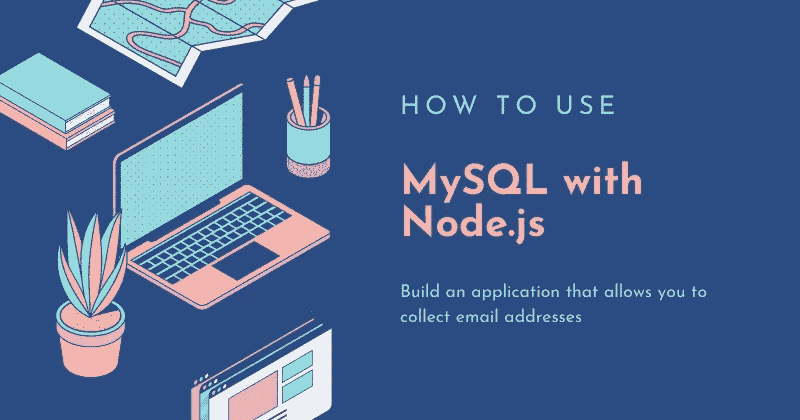 HOW TO USE
MySQL with
Node.js
Build an application that allows you to
collect email addresses